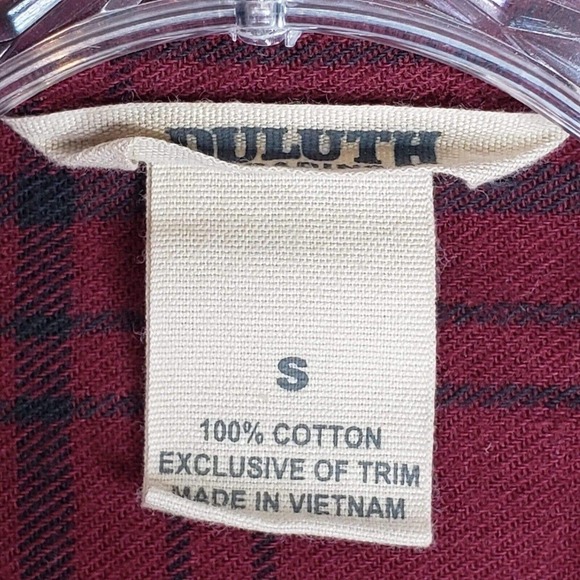 DULUTH
S
100% COTTON
EXCLUSIVE OF TRIM
MADE IN VIETNAM